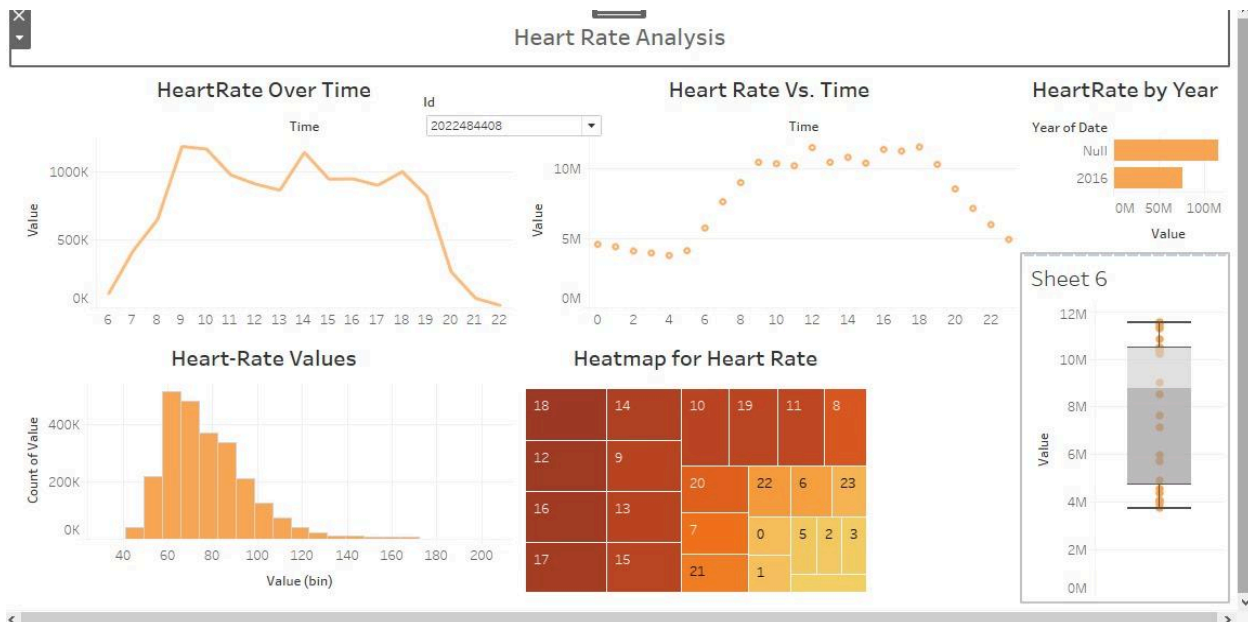 Heart Rate Analysis
HeartRate Over Time
Id
2022484408
Time
Value
1000K
500K
0K
6 7 8 9 10 11 12 13 14 15 16 17 18 19 20 21 22
Heart Rate Vs. Time
Time
Value
10M
5M
0M
0 2 4 6 8 10 12 14 16 18 20 22
HeartRate by Year
Year of Date
Null
2016
0M 50M 100M
Value
Heart-Rate Values
Count of Value
400K
200K
0K
40 60 80 100 120 140 160 180 200
Value (bin)
Heatmap for Heart Rate
18 14 10 19 11 8
12 9
20 22 6 23
16 13
7 0 5 2 3
17 15
21 1
Sheet 6
Value
12M
10M
8M
6M
4M
2M
0M